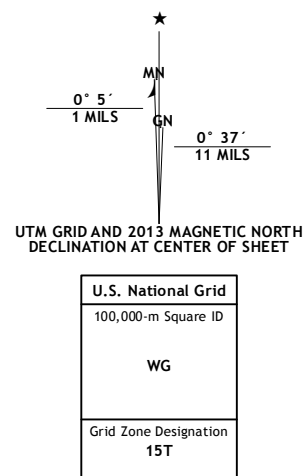 ★
MN
0° 5´
1 MILS
GN
0° 37´
11 MILS
UTM GRID AND 2013 MAGNETIC NORTH
DECLINATION AT CENTER OF SHEET
U.S. National Grid
100,000-m Square ID
WG
Grid Zone Designation
15T